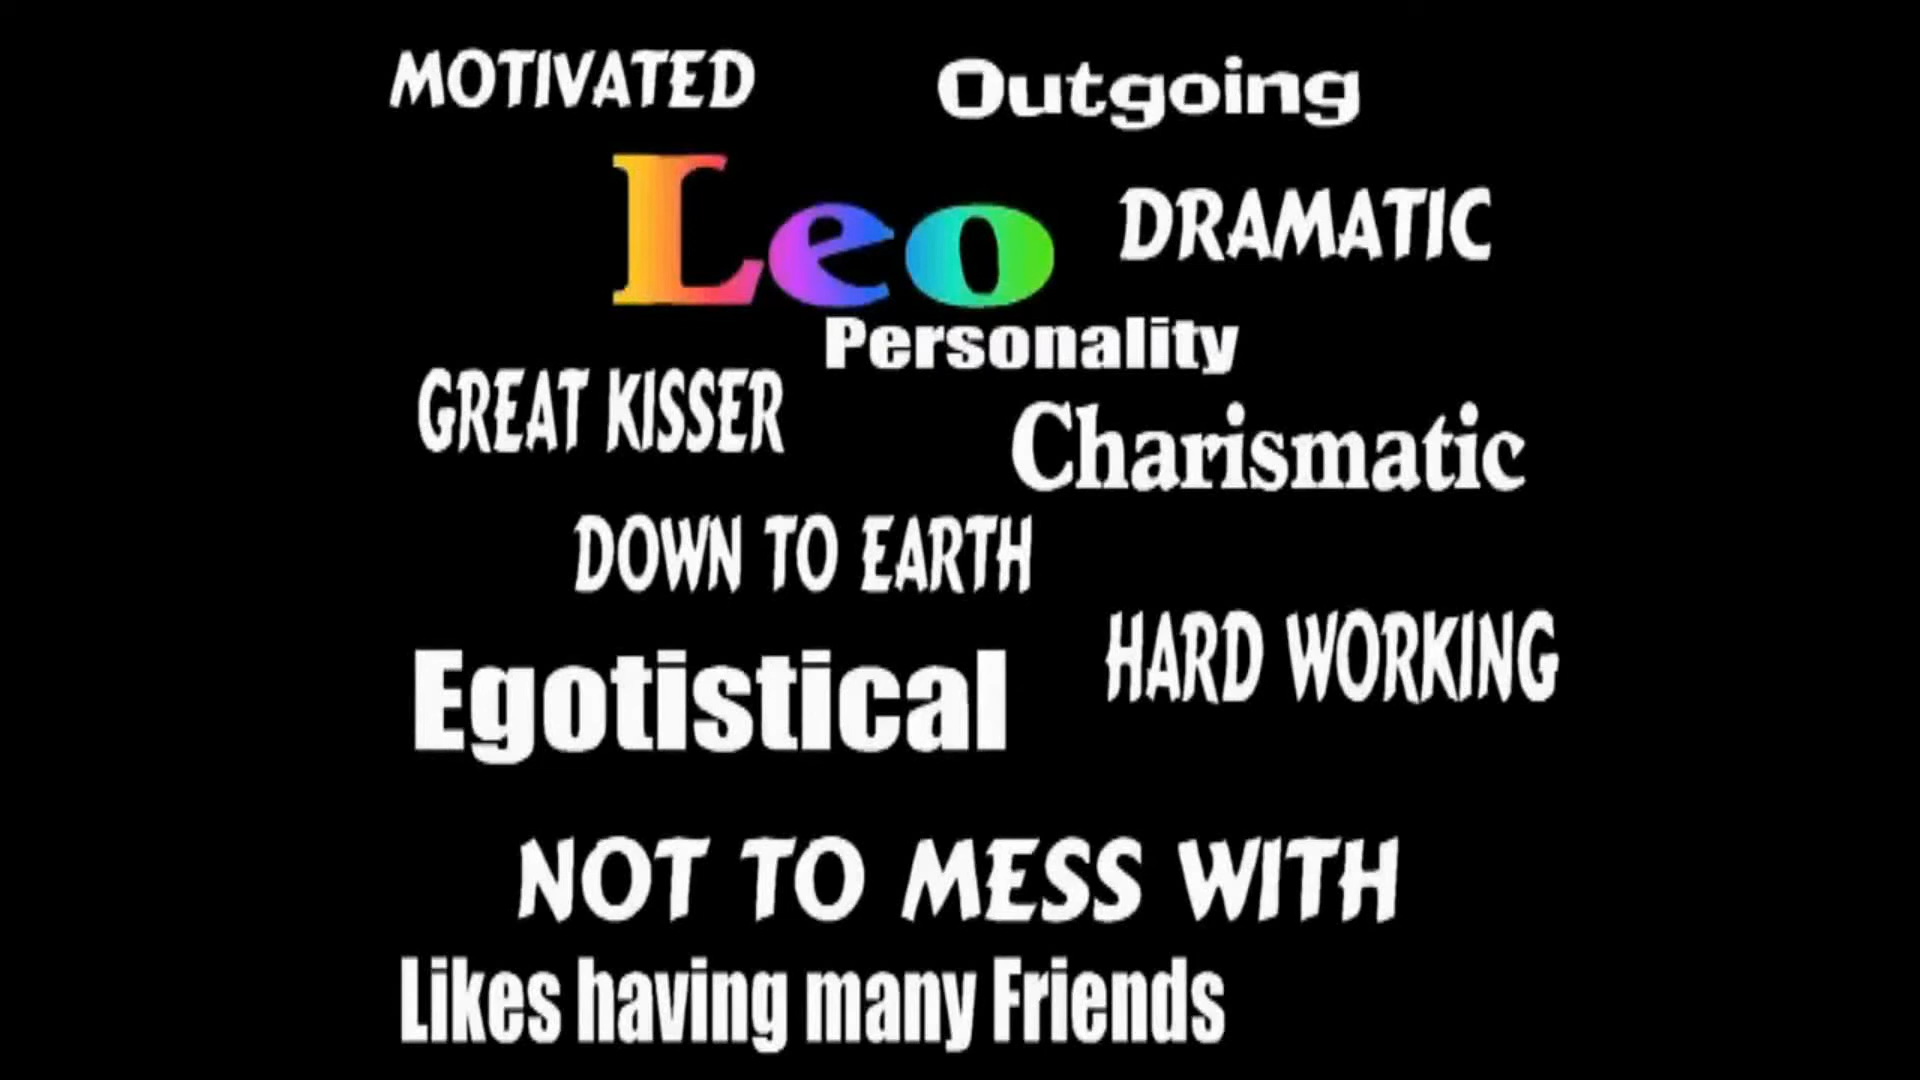 MOTIVATED
Outgoing
Leo
DRAMATIC
Personality
GREAT KISSER
Charismatic
DOWN TO EARTH
HARD WORKING
Egotistical
NOT TO MESS WITH
Likes having many Friends